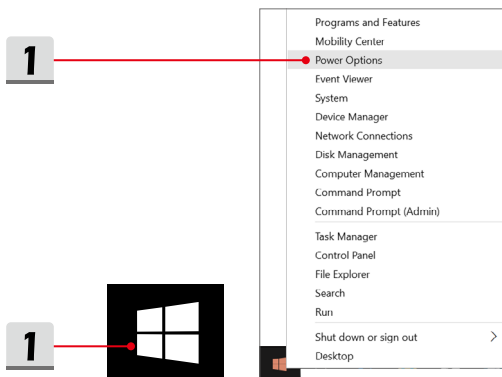 1
Programs and Features
Mobility Center
Power Options
Event Viewer
System
Device Manager
Network Connections
Disk Management
Computer Management
Command Prompt
Command Prompt (Admin)
Task Manager
Control Panel
File Explorer
Search
Run
Shut down or sign out
Desktop
1